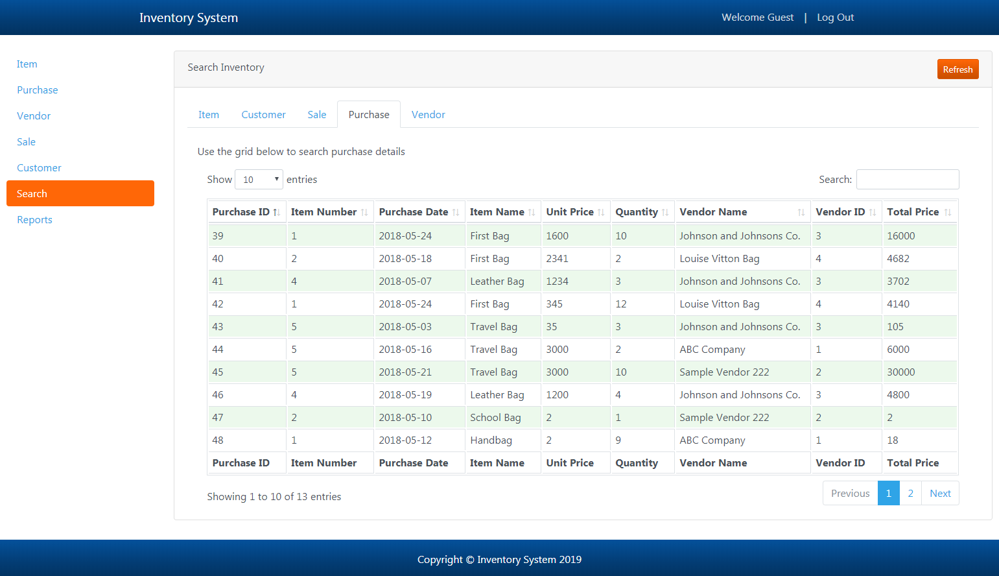 Inventory System Welcome Guest | Log Out
Item
Purchase
Vendor
Sale
Customer
Search
Reports
Search Inventory Refresh
Item Customer Sale Purchase Vendor
Use the grid below to search purchase details
Show 10 entries Search:
Purchase ID Item Number Purchase Date Item Name Unit Price Quantity Vendor Name Vendor ID Total Price
39 1 2018-05-24 First Bag 1600 10 Johnson and Johnsons Co. 3 16000
40 2 2018-05-18 First Bag 2341 2 Louise Vitton Bag 4 4682
41 4 2018-05-07 Leather Bag 1234 3 Johnson and Johnsons Co. 3 3702
42 1 2018-05-24 First Bag 345 12 Louise Vitton Bag 4 4140
43 5 2018-05-03 Travel Bag 35 3 Johnson and Johnsons Co. 3 105
44 5 2018-05-16 Travel Bag 3000 2 ABC Company 1 6000
45 5 2018-05-21 Travel Bag 3000 10 Sample Vendor 222 2 30000
46 4 2018-05-19 Leather Bag 1200 4 Johnson and Johnsons Co. 3 4800
47 2 2018-05-10 School Bag 2 1 Sample Vendor 222 2 2
48 1 2018-05-12 Handbag 2 9 ABC Company 1 18
Purchase ID Item Number Purchase Date Item Name Unit Price Quantity Vendor Name Vendor ID Total Price
Showing 1 to 10 of 13 entries Previous 1 2 Next
Copyright © Inventory System 2019